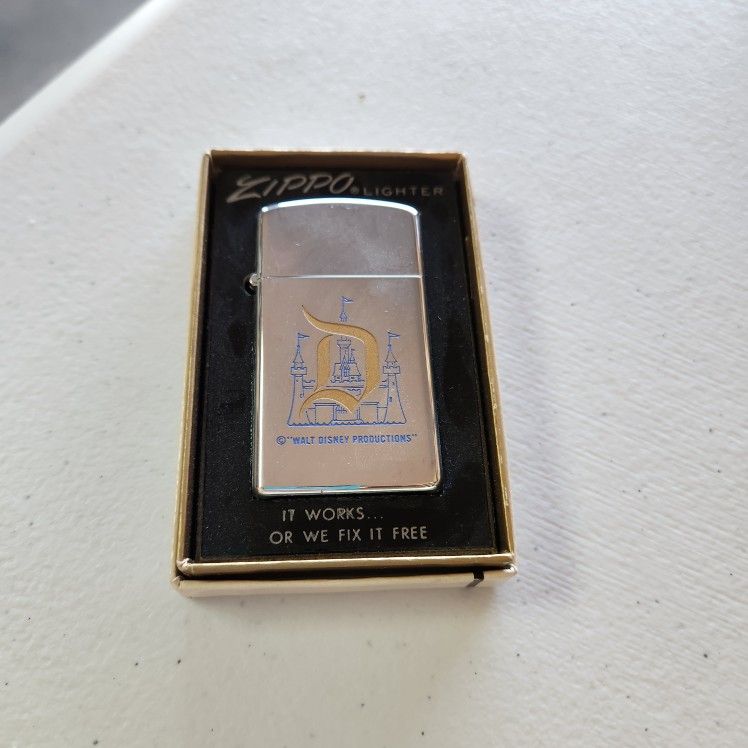 ZIPPO® LIGHTER
D
©"WALT DISNEY PRODUCTIONS"
IT WORKS...
OR WE FIX IT FREE